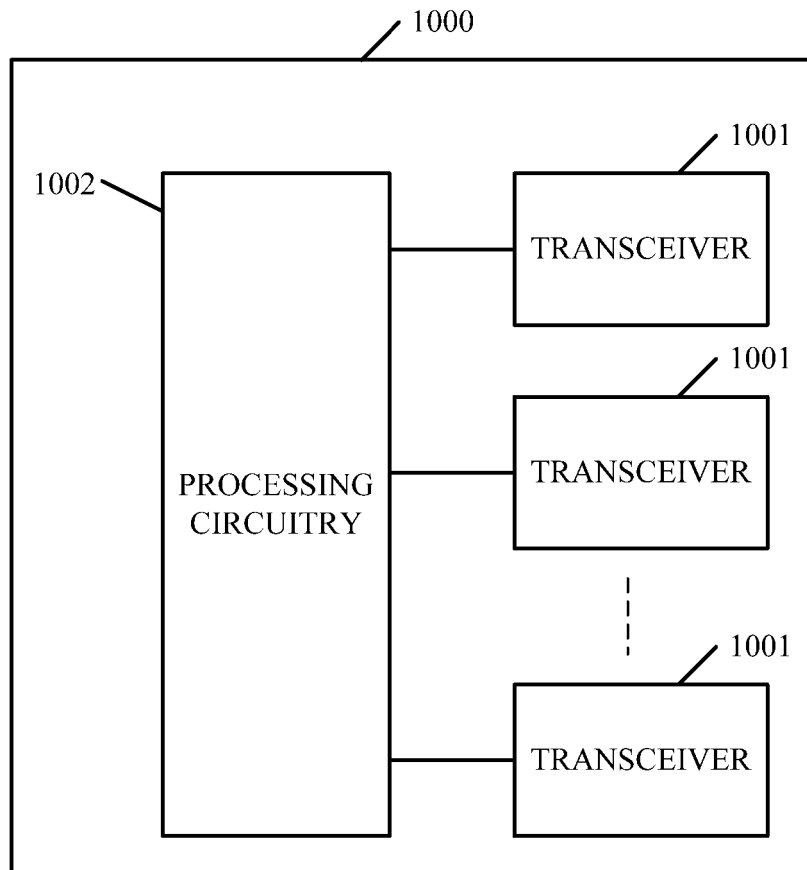 1000
1001
1002
TRANSCEIVER
1001
TRANSCEIVER
PROCESSING
CIRCUITRY
1001
TRANSCEIVER